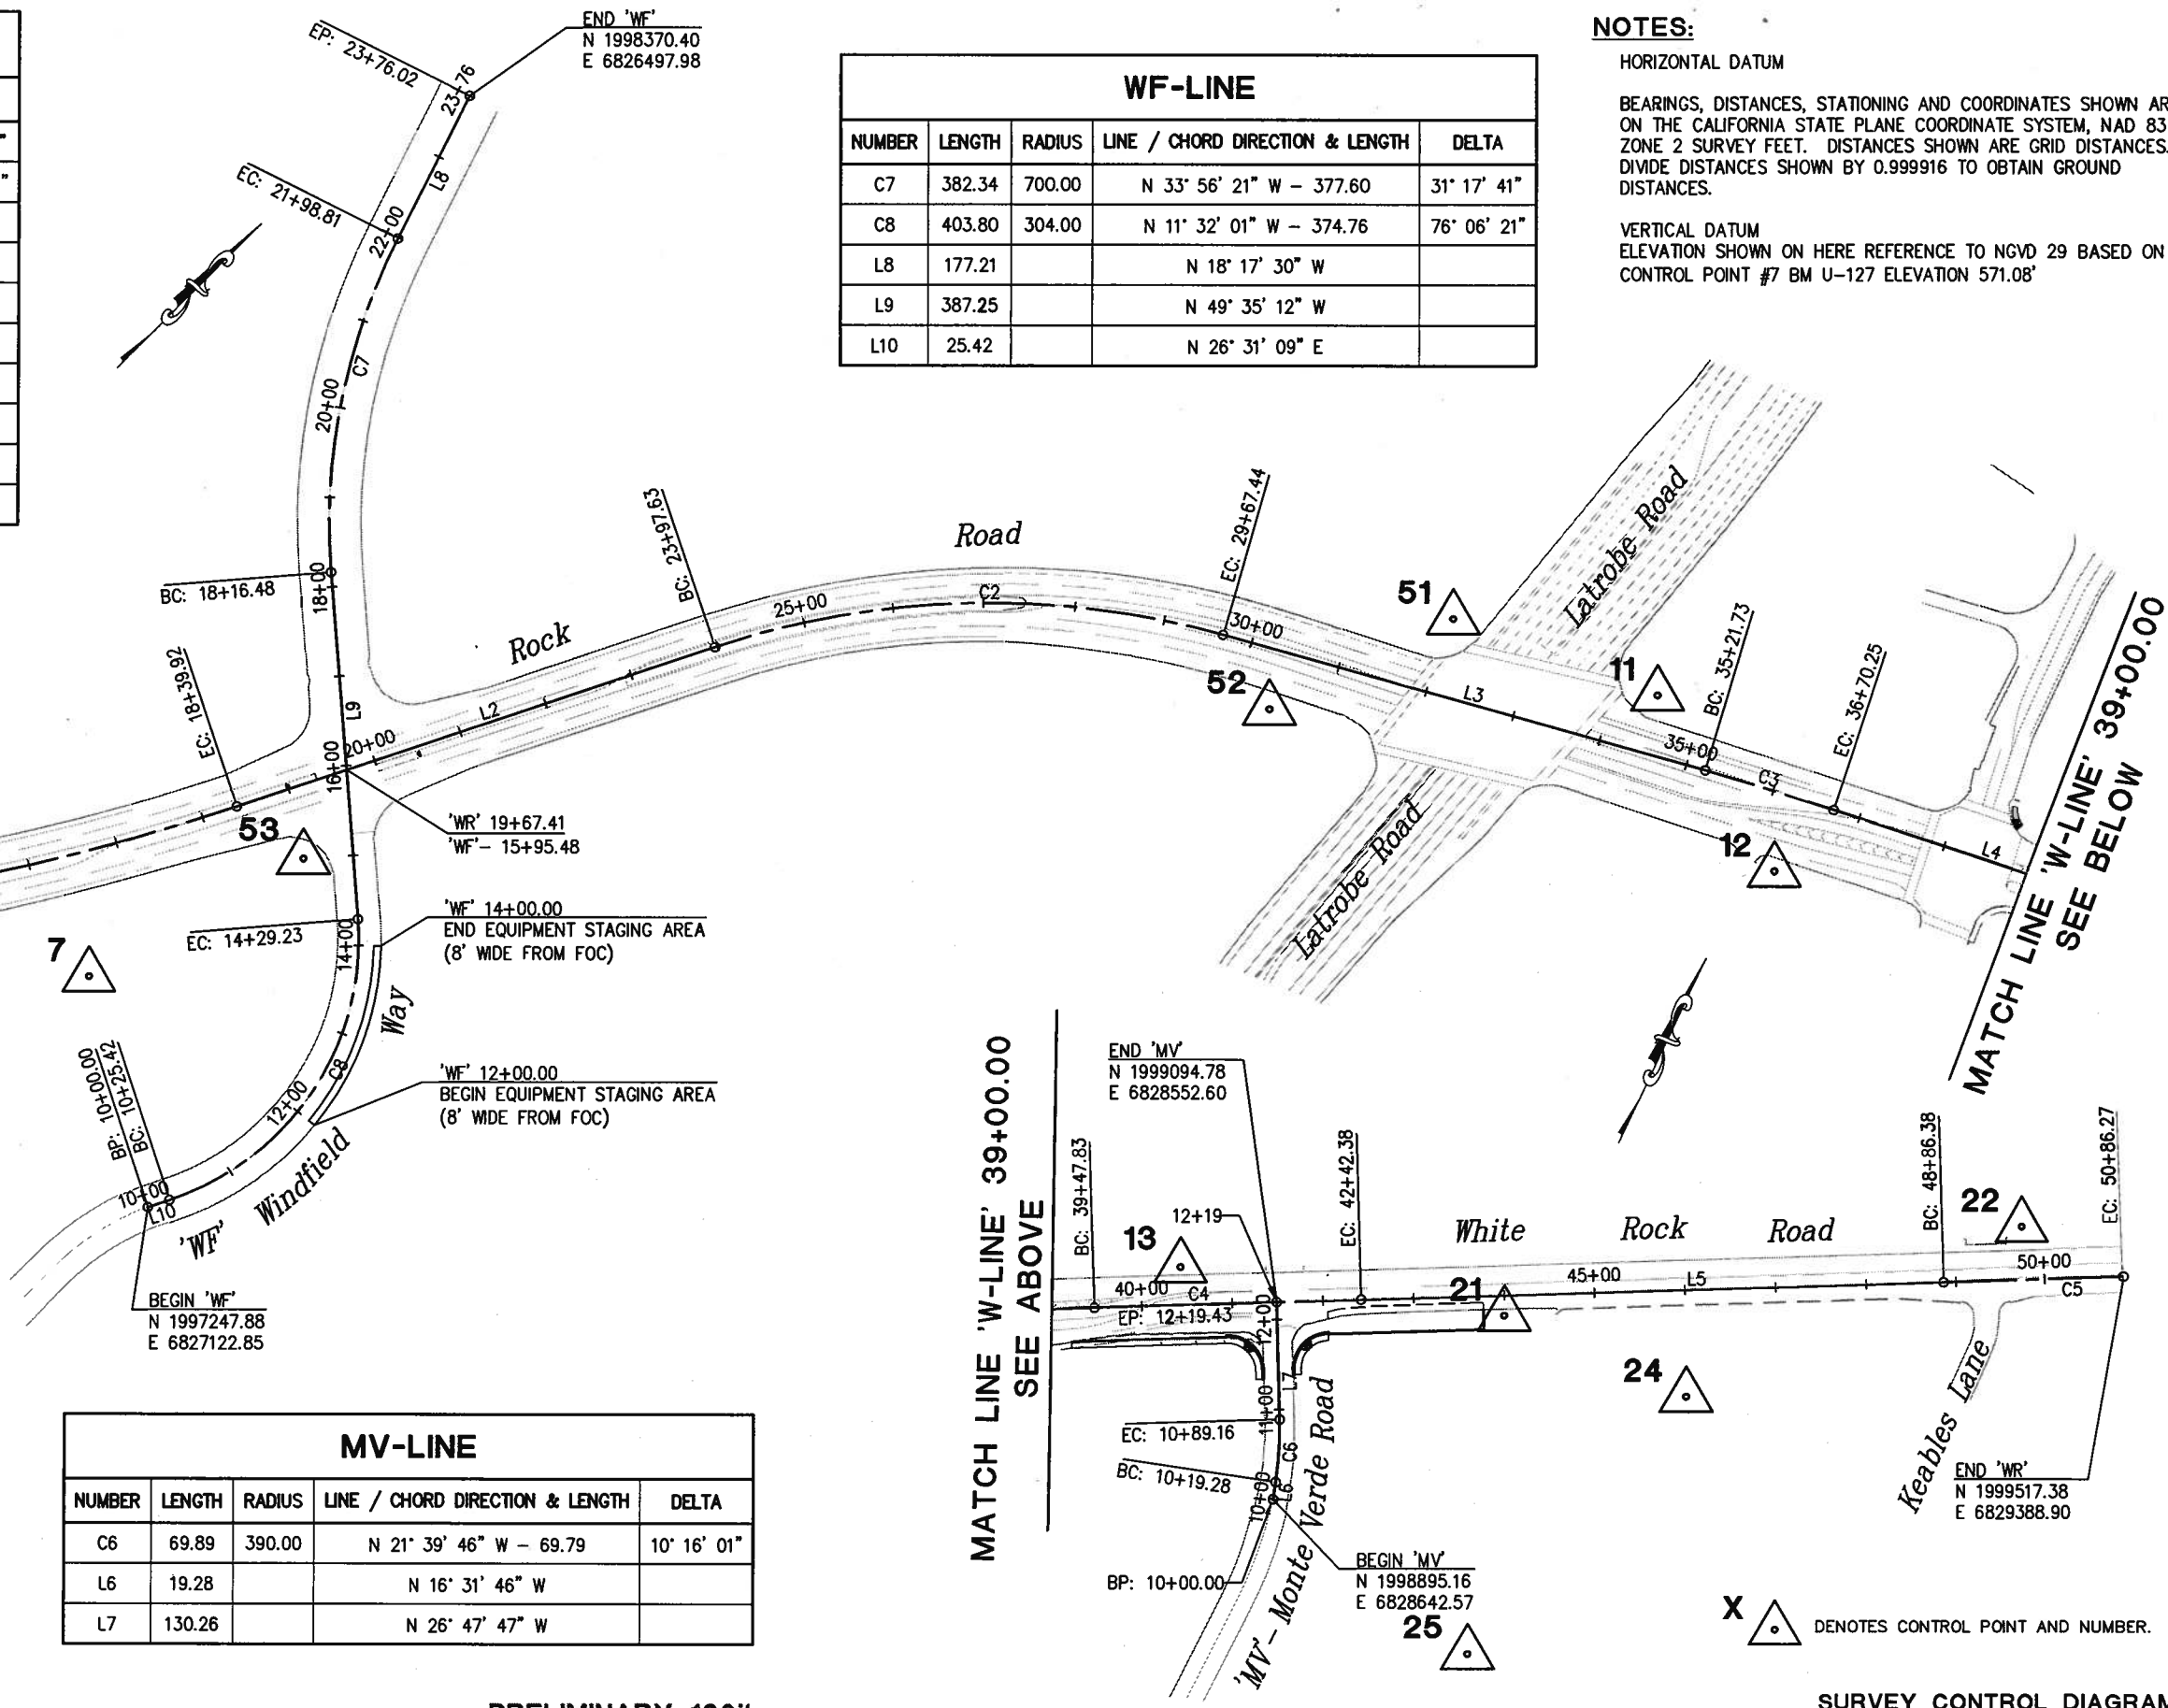 END 'WF'
N 1998370.40
E 6826497.98
EP: 23+76.02
23+76
L8
EC: 21+98.81
22+00
C7
20+00
BC: 18+16.48
18+00
L9
16+00
WF-LINE
NUMBER LENGTH RADIUS LINE / CHORD DIRECTION & LENGTH DELTA
C7 382.34 700.00 N 33° 56' 21" W – 377.60 31° 17' 41"
C8 403.80 304.00 N 11° 32' 01" W – 374.76 76° 06' 21"
L8 177.21 N 18° 17' 30" W
L9 387.25 N 49° 35' 12" W
L10 25.42 N 26° 31' 09" E
NOTES:
HORIZONTAL DATUM
BEARINGS, DISTANCES, STATIONING AND COORDINATES SHOWN AR
ON THE CALIFORNIA STATE PLANE COORDINATE SYSTEM, NAD 83
ZONE 2 SURVEY FEET. DISTANCES SHOWN ARE GRID DISTANCES.
DIVIDE DISTANCES SHOWN BY 0.999916 TO OBTAIN GROUND
DISTANCES.
VERTICAL DATUM
ELEVATION SHOWN ON HERE REFERENCE TO NGVD 29 BASED ON
CONTROL POINT #7 BM U-127 ELEVATION 571.08'
EC: 18+39.92
20+00
L2
Rock
BC: 23+97.63
25+00
C2
Road
EC: 29+67.44
30+00
51
52
L3
Latrobe Road
Latrobe Road
11
35+00
BC: 35+21.73
C3
EC: 36+70.25
12
L4
MATCH LINE 'W-LINE' 39+00.00
SEE BELOW
53
'WR' 19+67.41
'WF'- 15+95.48
7
EC: 14+29.23
14+00
'WF' 14+00.00
END EQUIPMENT STAGING AREA
(8' WIDE FROM FOC)
Way
'WF' 12+00.00
BEGIN EQUIPMENT STAGING AREA
(8' WIDE FROM FOC)
C8
12+00
BP: 10+00.00
BC: 10+25.42
10+00
L10
'WF' Windfield
BEGIN 'WF'
N 1997247.88
E 6827122.85
MATCH LINE 'W-LINE' 39+00.00
SEE ABOVE
END 'MV'
N 1999094.78
E 6828552.60
BC: 39+47.83
13
12+19
40+00
C4
EP: 12+19.43
12+00
EC: 42+42.38
White Rock Road
21
45+00
L5
BC: 48+86.38
22
50+00
C5
EC: 50+86.27
24
Keables Lane
END 'WR'
N 1999517.38
E 6829388.90
L7
11+00
EC: 10+89.16
C6
BC: 10+19.28
L6
10+00
BP: 10+00.00
'MV'- Monte Verde Road
BEGIN 'MV'
N 1998895.16
E 6828642.57
25
MV-LINE
NUMBER LENGTH RADIUS LINE / CHORD DIRECTION & LENGTH DELTA
C6 69.89 390.00 N 21° 39' 46" W – 69.79 10° 16' 01"
L6 19.28 N 16° 31' 46" W
L7 130.26 N 26° 47' 47" W
X DENOTES CONTROL POINT AND NUMBER.
SURVEY CONTROL DIAGRAM